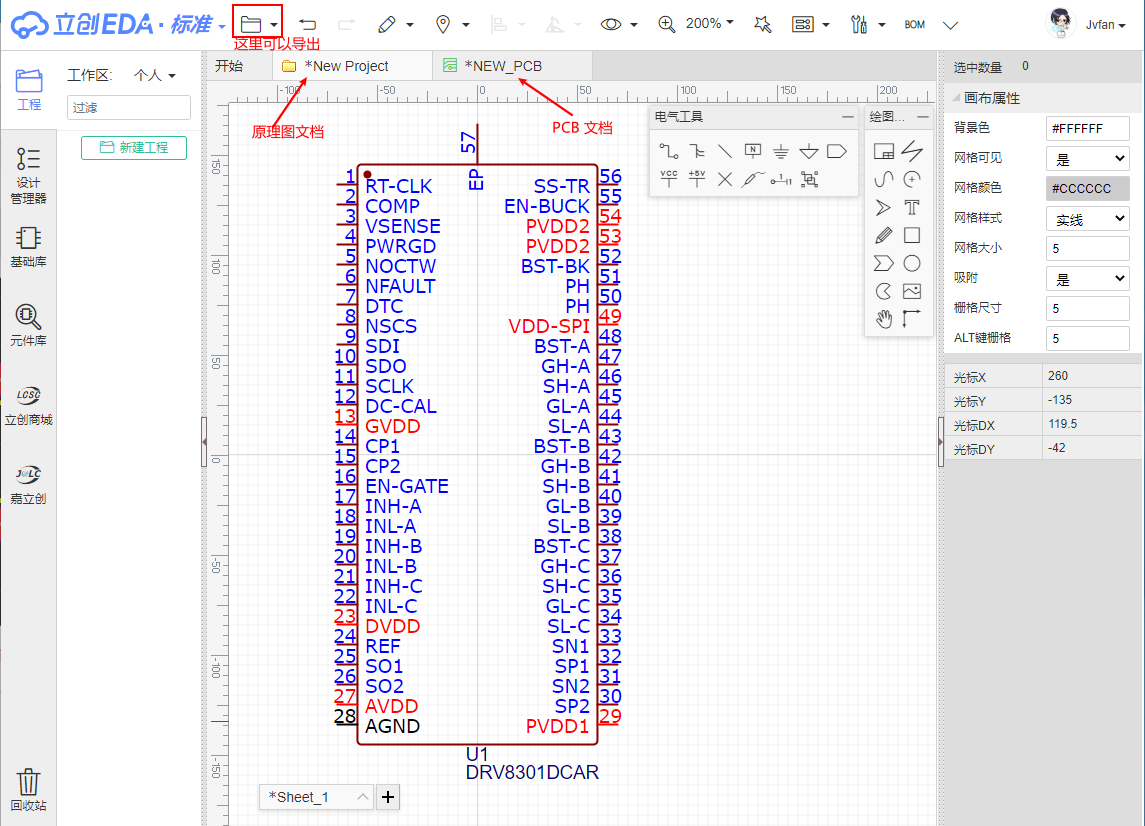 立创EDA · 标准
200%
BOM
Jvfan
这里可以导出
开始
*New Project
*NEW_PCB
工程
设计
管理器
基础库
元件库
LCSC
立创商城
JLC
嘉立创
回收站
工作区: 个人
过滤
新建工程
-100 -50 0 50 100 150 200
150
100
50
0
-50
-100
-150
原理图文档
PCB 文档
电气工具
N
VCC +5V
绘图...
T
57
EP
1 RT-CLK SS-TR 56
2 COMP EN-BUCK 55
3 VSENSE PVDD2 54
4 PWRGD PVDD2 53
5 NOCTW BST-BK 52
6 NFAULT PH 51
7 DTC PH 50
8 NSCS VDD-SPI 49
9 SDI BST-A 48
10 SDO GH-A 47
11 SCLK SH-A 46
12 DC-CAL GL-A 45
13 GVDD SL-A 44
14 CP1 BST-B 43
15 CP2 GH-B 42
16 EN-GATE SH-B 41
17 INH-A GL-B 40
18 INL-A SL-B 39
19 INH-B BST-C 38
20 INL-B GH-C 37
21 INH-C SH-C 36
22 INL-C GL-C 35
23 DVDD SL-C 34
24 REF SN1 33
25 SO1 SP1 32
26 SO2 SN2 31
27 AVDD SP2 30
28 AGND PVDD1 29
U1
DRV8301DCAR
*Sheet_1
选中数量 0
画布属性
背景色 #FFFFFF
网格可见 是
网格颜色 #CCCCCC
网格样式 实线
网格大小 5
吸附 是
栅格尺寸 5
ALT键栅格 5
光标X 260
光标Y -135
光标DX 119.5
光标DY -42